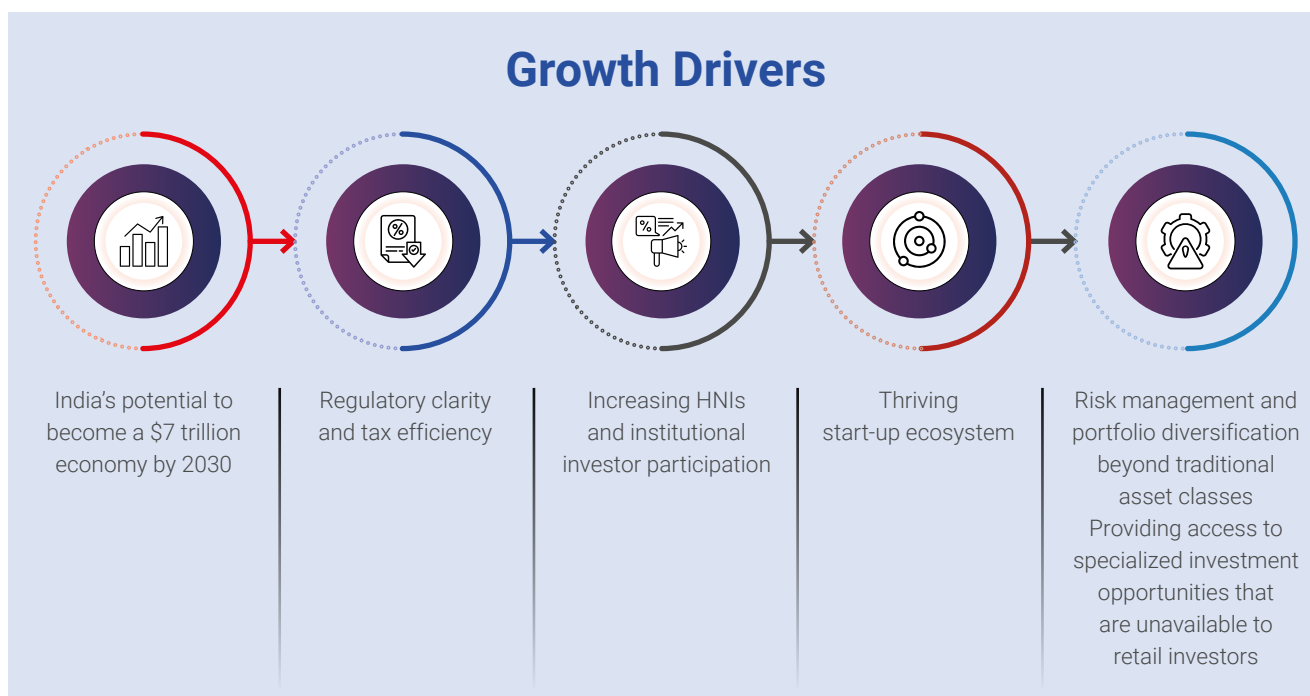 Growth Drivers
%
%
India’s potential to
become a $7 trillion
economy by 2030
Regulatory clarity
and tax efficiency
Increasing HNIs
and institutional
investor participation
Thriving
start-up ecosystem
Risk management and
portfolio diversification
beyond traditional
asset classes
Providing access to
specialized investment
opportunities that
are unavailable to
retail investors